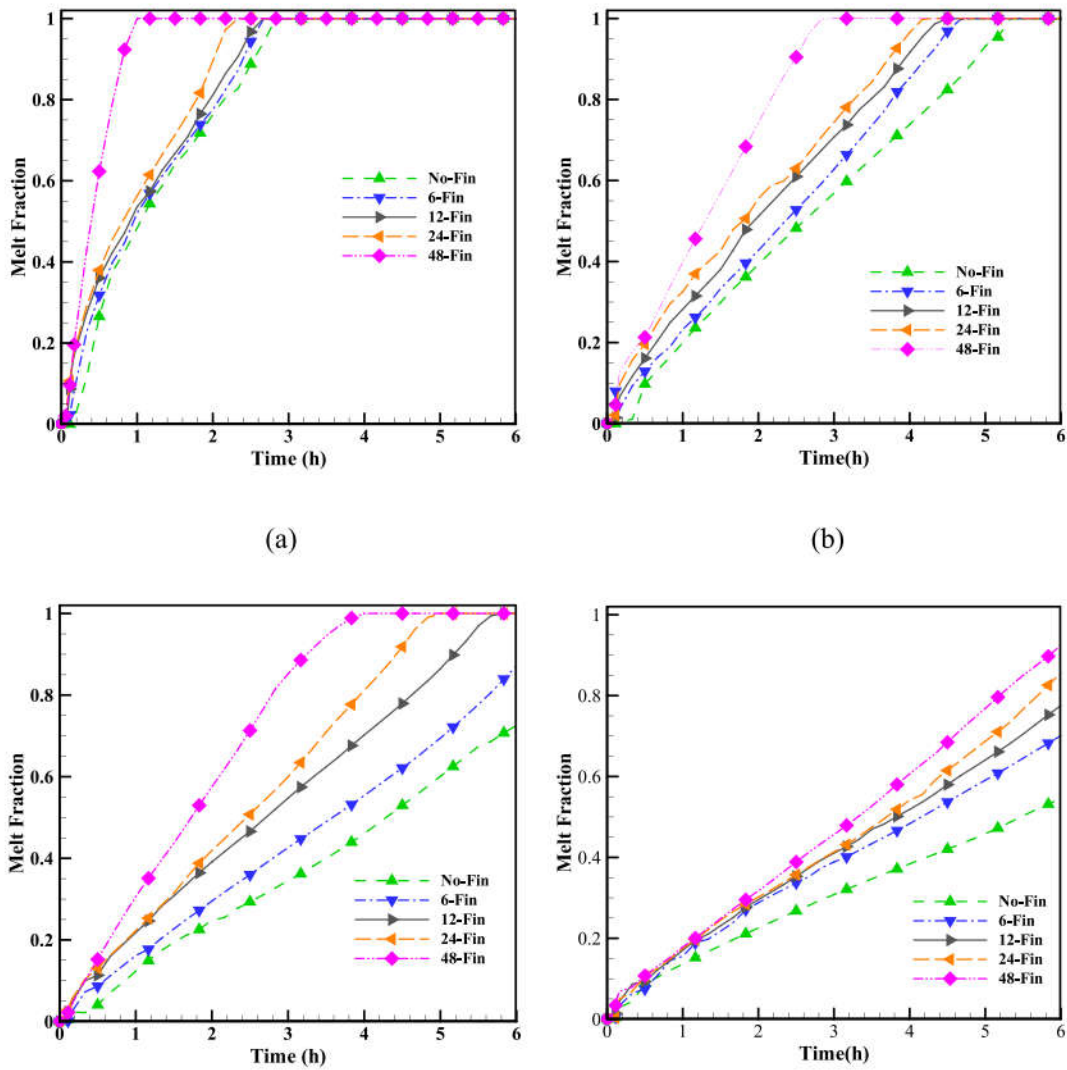 1
0.8
0.6
0.4
0.2
0
Melt Fraction
No-Fin
6-Fin
12-Fin
24-Fin
48-Fin
0 1 2 3 4 5 6
Time (h)
(a)
1
0.8
0.6
0.4
0.2
0
Melt Fraction
No-Fin
6-Fin
12-Fin
24-Fin
48-Fin
0 1 2 3 4 5 6
Time(h)
(b)
1
0.8
0.6
0.4
0.2
0
Melt Fraction
No-Fin
6-Fin
12-Fin
24-Fin
48-Fin
0 1 2 3 4 5 6
Time (h)
1
0.8
0.6
0.4
0.2
0
Melt Fraction
No-Fin
6-Fin
12-Fin
24-Fin
48-Fin
0 1 2 3 4 5 6
Time(h)